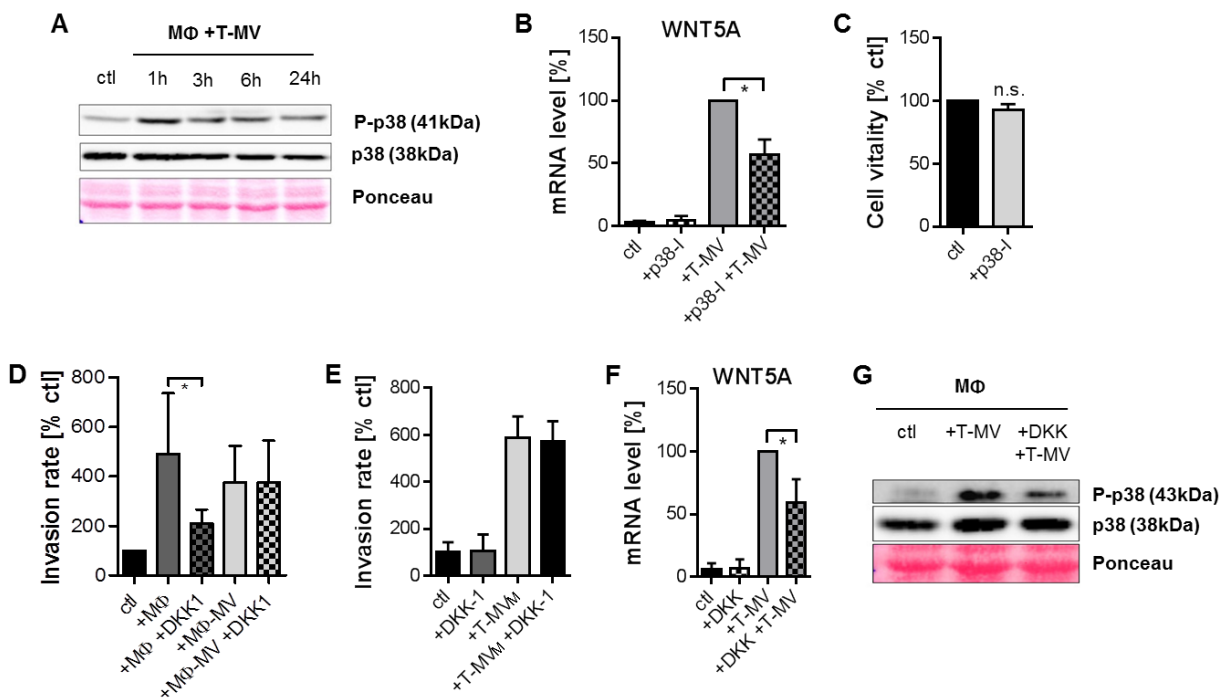 A
MΦ +T-MV
ctl 1h 3h 6h 24h
P-p38 (41kDa)
p38 (38kDa)
Ponceau
B
WNT5A
mRNA level [%]
150
100
50
0
*
ctl
+p38-I
+T-MV
+p38-I +T-MV
C
Cell vitality [% ctl]
150
100
50
0
n.s.
ctl
+p38-I
D
Invasion rate [% ctl]
800
600
400
200
0
*
ctl
+MΦ
+MΦ +DKK1
+MΦ-MV
+MΦ-MV +DKK1
E
Invasion rate [% ctl]
800
600
400
200
0
ctl
+DKK-1
+T-MVM
+T-MVM +DKK-1
F
WNT5A
mRNA level [%]
150
100
50
0
*
ctl
+DKK
+T-MV
+DKK +T-MV
G
MΦ
ctl +T-MV +DKK
+T-MV
P-p38 (43kDa)
p38 (38kDa)
Ponceau